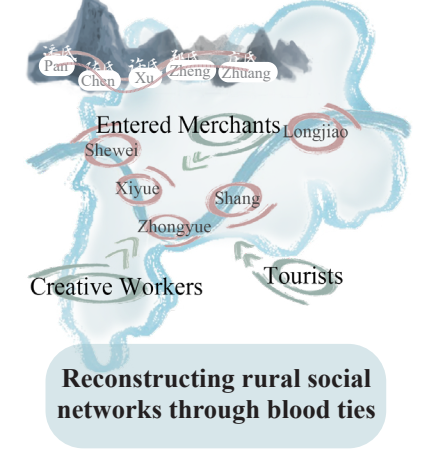 Pan
Chen
Xu
Zheng
Zhuang
Entered Merchants
Longjiao
Shewei
Xiyue
Shang
Zhongyue
Creative Workers
Tourists
Reconstructing rural social
networks through blood ties